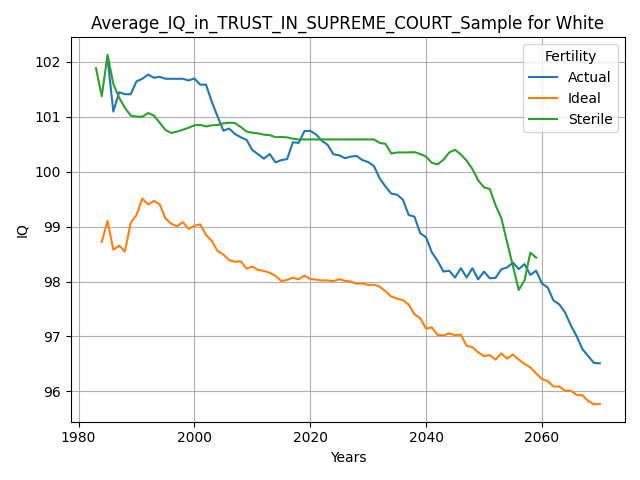 Average_IQ_in_TRUST_IN_SUPREME_COURT_Sample for White
Fertility
Actual
Ideal
Sterile
102
101
100
99
98
97
96
IQ
1980
2000
2020
2040
2060
Years